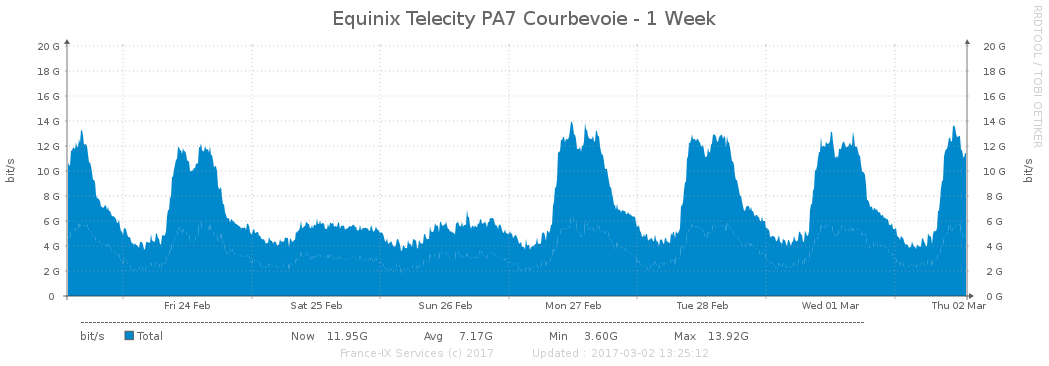 Equinix Telecity PA7 Courbevoie - 1 Week
RRDTOOL / TOBI OETIKER
bit/s
20 G
18 G
16 G
14 G
12 G
10 G
8 G
6 G
4 G
2 G
0
20 G
18 G
16 G
14 G
12 G
10 G
8 G
6 G
4 G
2 G
0 G
bit/s
Fri 24 Feb Sat 25 Feb Sun 26 Feb Mon 27 Feb Tue 28 Feb Wed 01 Mar Thu 02 Mar
bit/s Total Now 11.95G Avg 7.17G Min 3.60G Max 13.92G
France-IX Services (c) 2017 Updated : 2017-03-02 13:25:12